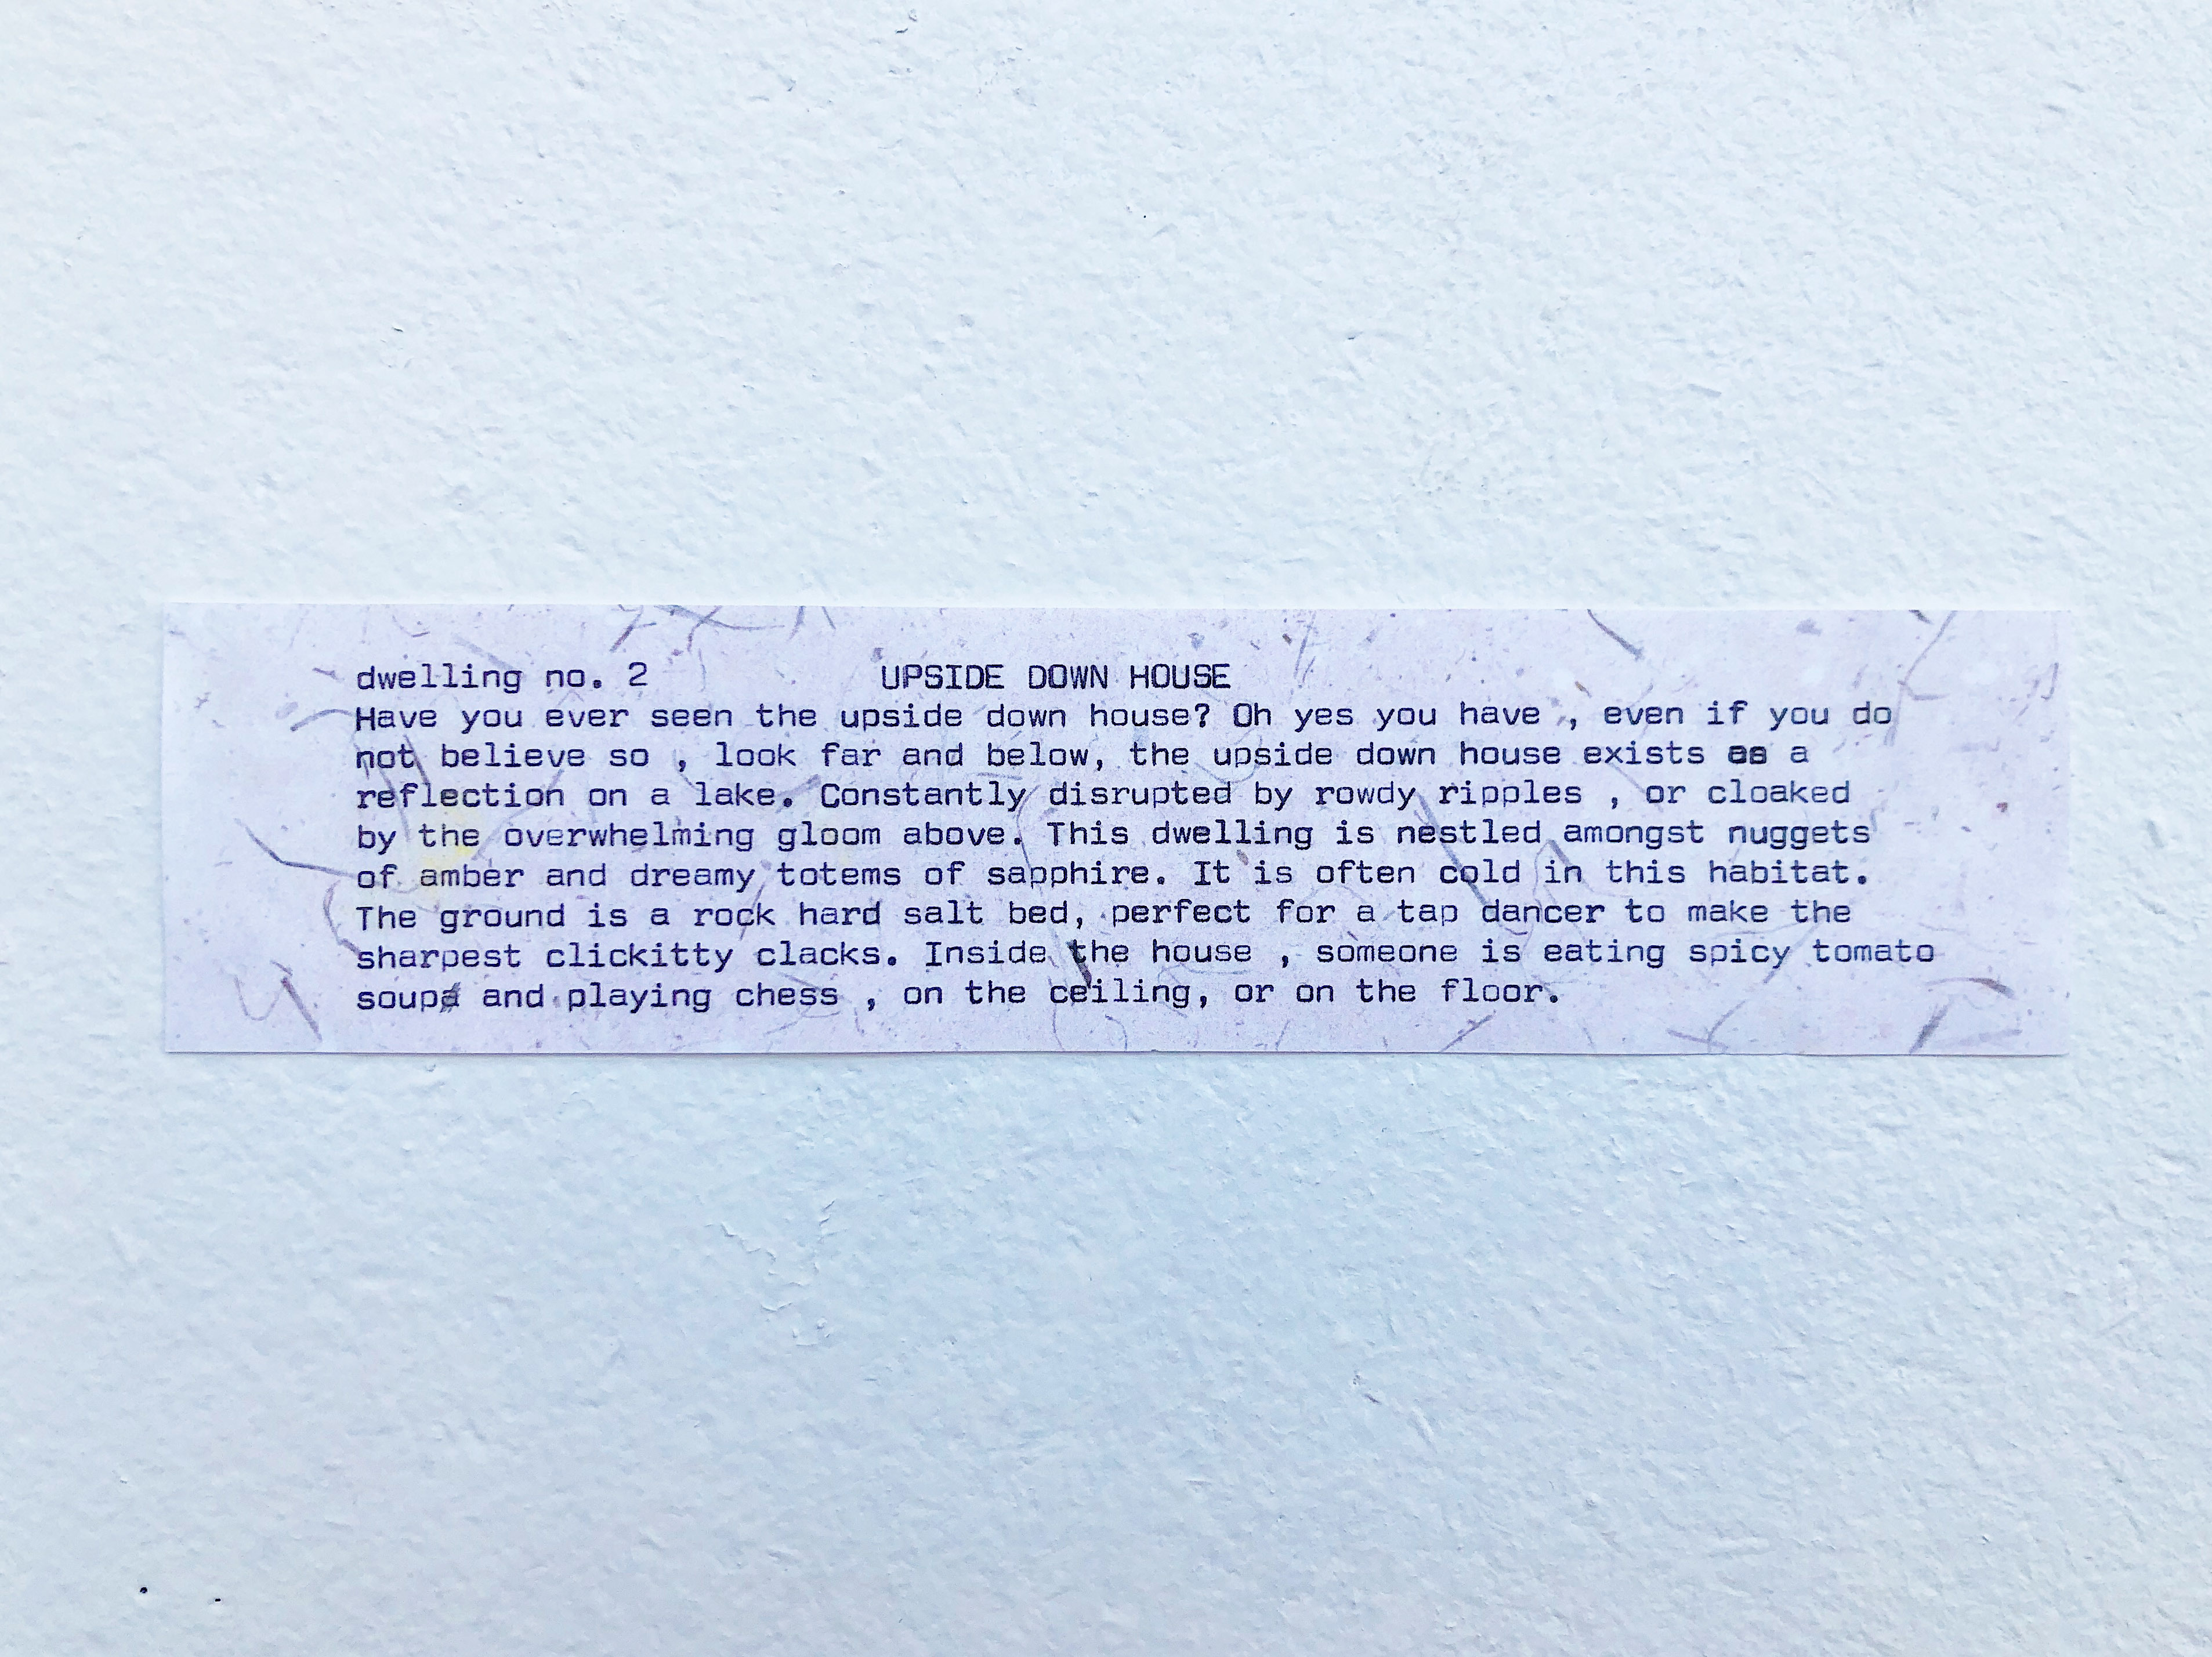 dwelling no. 2 UPSIDE DOWN HOUSE
Have you ever seen the upside down house? Oh yes you have , even if you do
not believe so , look far and below, the upside down house exists as a
reflection on a lake. Constantly disrupted by rowdy ripples , or cloaked
by the overwhelming gloom above. This dwelling is nestled amongst nuggets
of amber and dreamy totems of sapphire. It is often cold in this habitat.
The ground is a rock hard salt bed, perfect for a tap dancer to make the
sharpest clickitty clacks. Inside the house , someone is eating spicy tomato
soup and playing chess , on the ceiling, or on the floor.